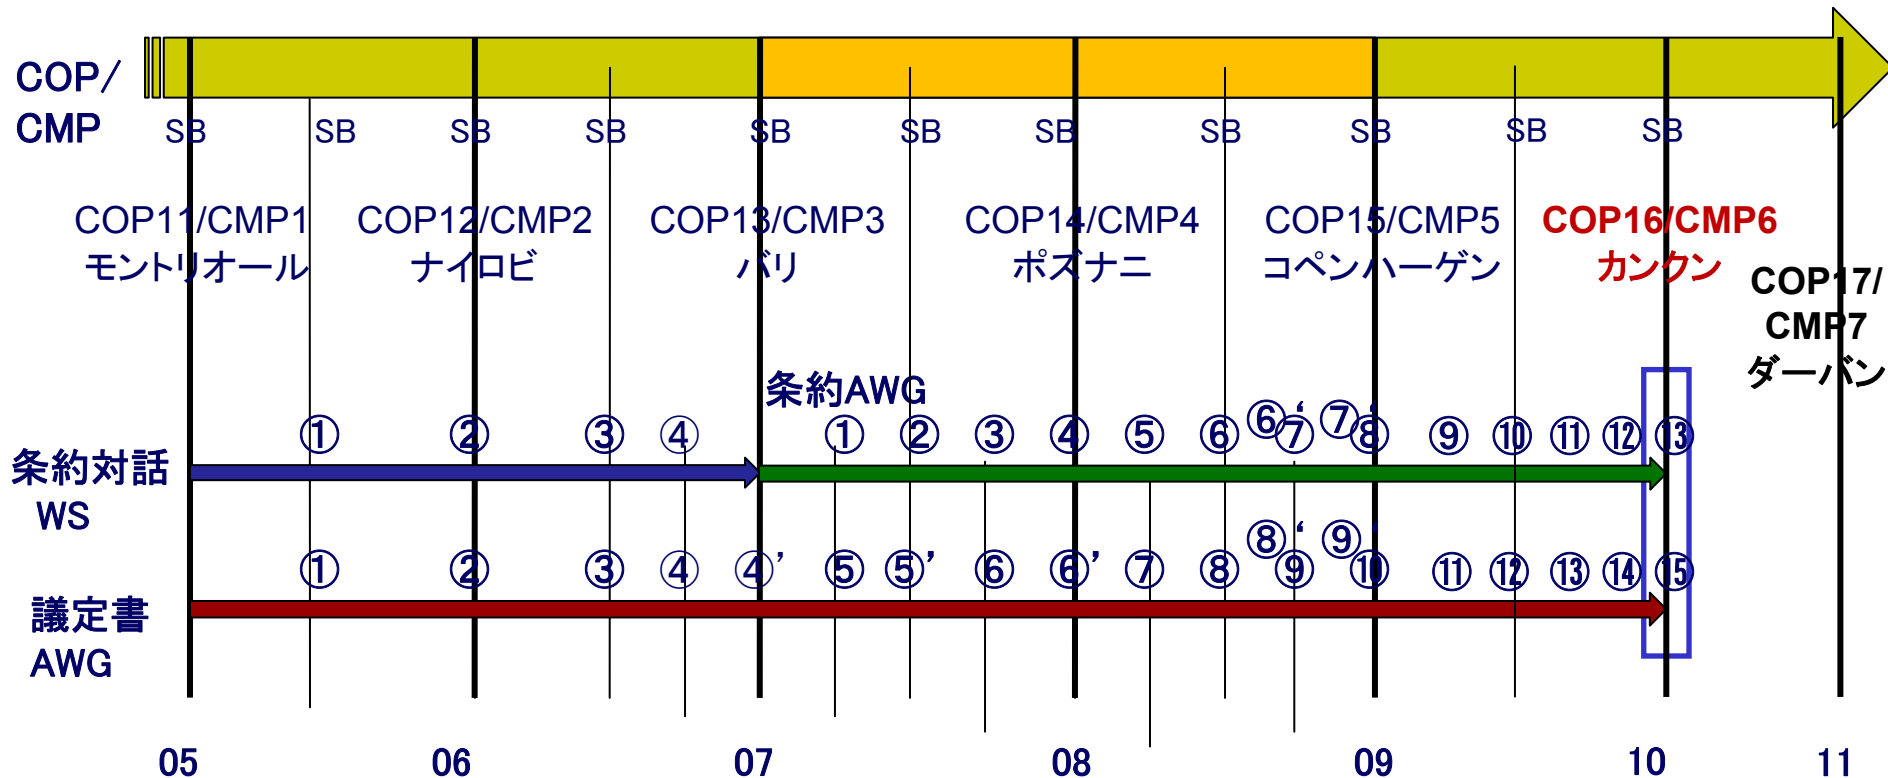 COP/
CMP
SB SB SB SB SB SB SB SB SB SB SB
COP11/CMP1
モントリオール
COP12/CMP2
ナイロビ
COP13/CMP3
バリ
COP14/CMP4
ポズナニ
COP15/CMP5
コペンハーゲン
COP16/CMP6
カンクン
COP17/
CMP7
ダーバン
条約AWG
⑥‘ ⑦‘
① ② ③ ④ ① ② ③ ④ ⑤ ⑥ ⑦ ⑧ ⑨ ⑩ ⑪ ⑫ ⑬
条約対話
WS
⑧‘ ⑨‘
① ② ③ ④ ④’ ⑤ ⑤’ ⑥ ⑥’ ⑦ ⑧ ⑨ ⑩ ⑪ ⑫ ⑬ ⑭ ⑮
議定書
AWG
05 06 07 08 09 10 11